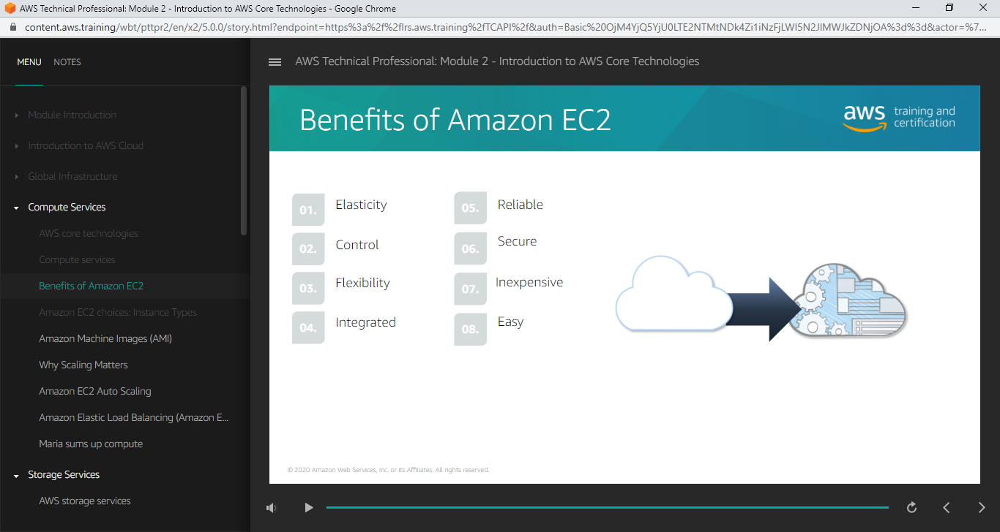 AWS Technical Professional: Module 2 - Introduction to AWS Core Technologies - Google Chrome
content.aws.training/wbt/pttpr2/en/x2/5.0.0/story.html?endpoint=https%3a%2f%2flrs.aws.training%2fTCAPI%2f&auth=Basic%20OjM4YjQ5YjU0LTE2NTMtNDk4Zi1iNzFjLWI5N2JlMWJkZDNjOA%3d%3d&actor=%7...
MENU
NOTES
Module Introduction
Introduction to AWS Cloud
Global Infrastructure
Compute Services
AWS core technologies
Compute services
Benefits of Amazon EC2
Amazon EC2 choices: Instance Types
Amazon Machine Images (AMI)
Why Scaling Matters
Amazon EC2 Auto Scaling
Amazon Elastic Load Balancing (Amazon E...
Maria sums up compute
Storage Services
AWS storage services
AWS Technical Professional: Module 2 - Introduction to AWS Core Technologies
Benefits of Amazon EC2
aws training and
certification
01. Elasticity
02. Control
03. Flexibility
04. Integrated
05. Reliable
06. Secure
07. Inexpensive
08. Easy
© 2020 Amazon Web Services, Inc. or its Affiliates. All rights reserved.